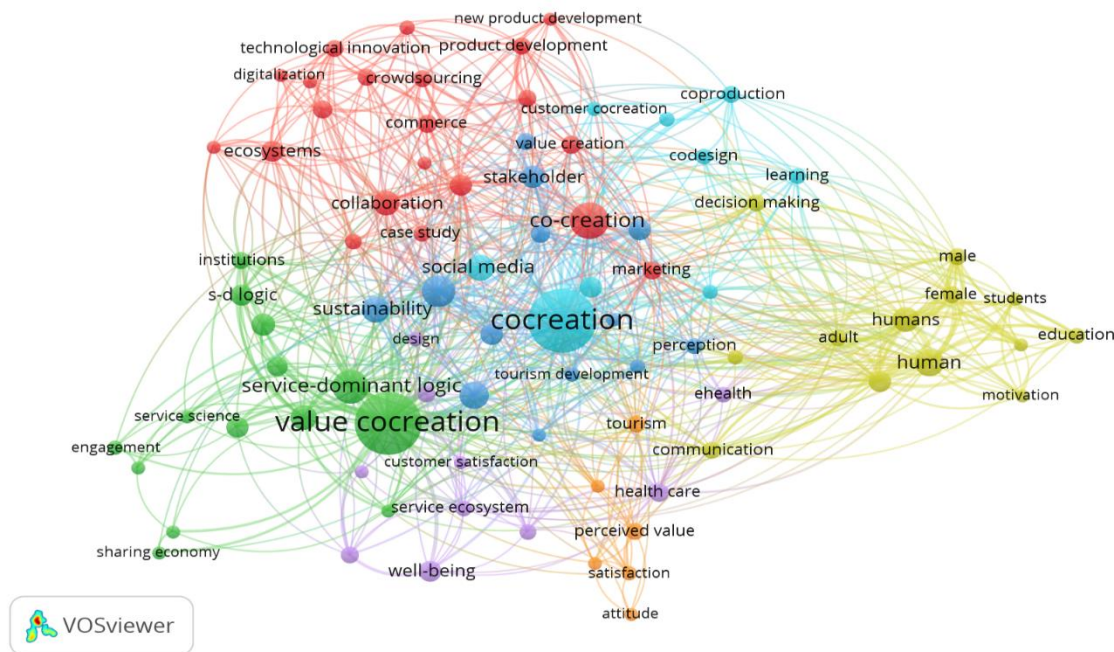 new product development
technological innovation
product development
digitalization
crowdsourcing
customer cocreation
coproduction
commerce
value creation
ecosystems
codesign
stakeholder
learning
collaboration
decision making
co-creation
case study
institutions
social media
marketing
male
s-d logic
female
students
sustainability
cocreation
humans
design
perception
adult
education
service-dominant logic
tourism development
human
ehealth
motivation
value cocreation
service science
tourism
engagement
communication
customer satisfaction
health care
service ecosystem
perceived value
sharing economy
well-being
satisfaction
attitude
VOSviewer